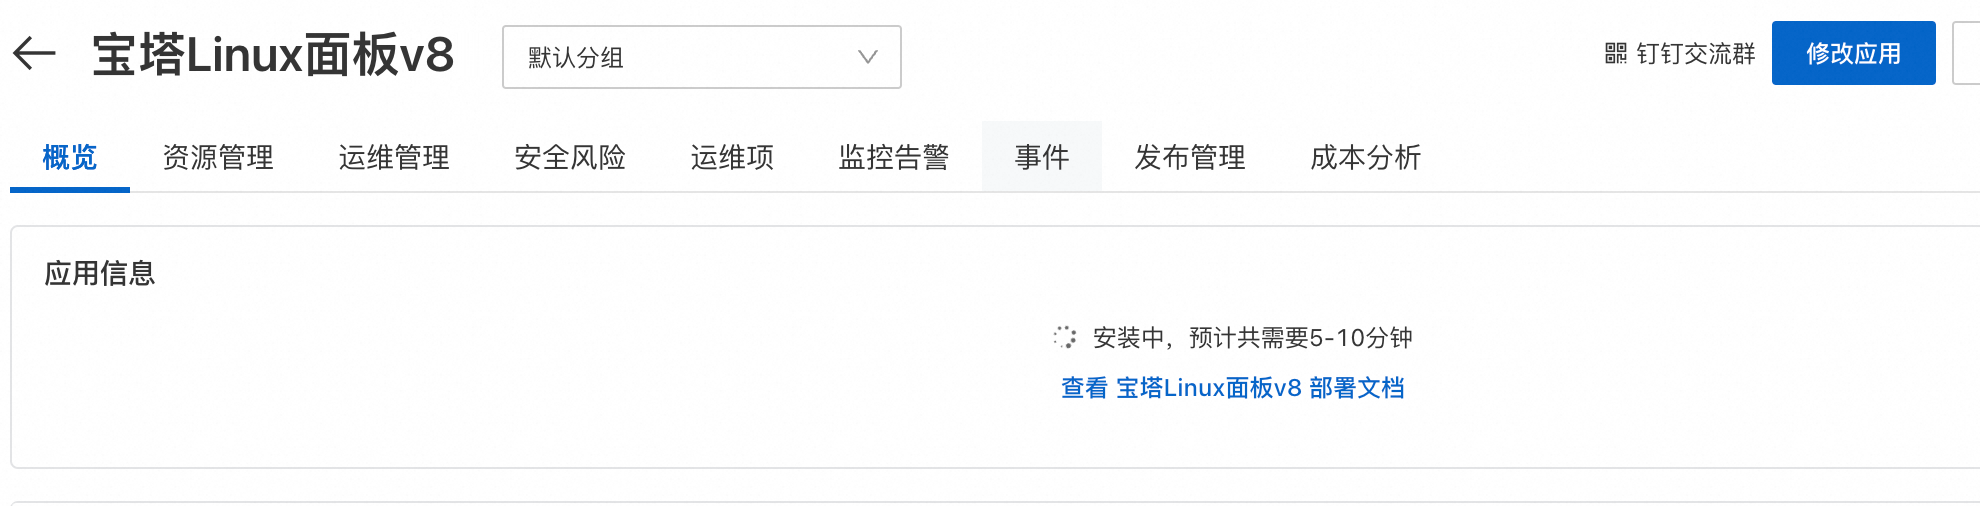 宝塔Linux面板v8
默认分组
钉钉交流群
修改应用
概览 资源管理 运维管理 安全风险 运维项 监控告警 事件 发布管理 成本分析
应用信息
安装中，预计共需要5-10分钟
查看 宝塔Linux面板v8 部署文档